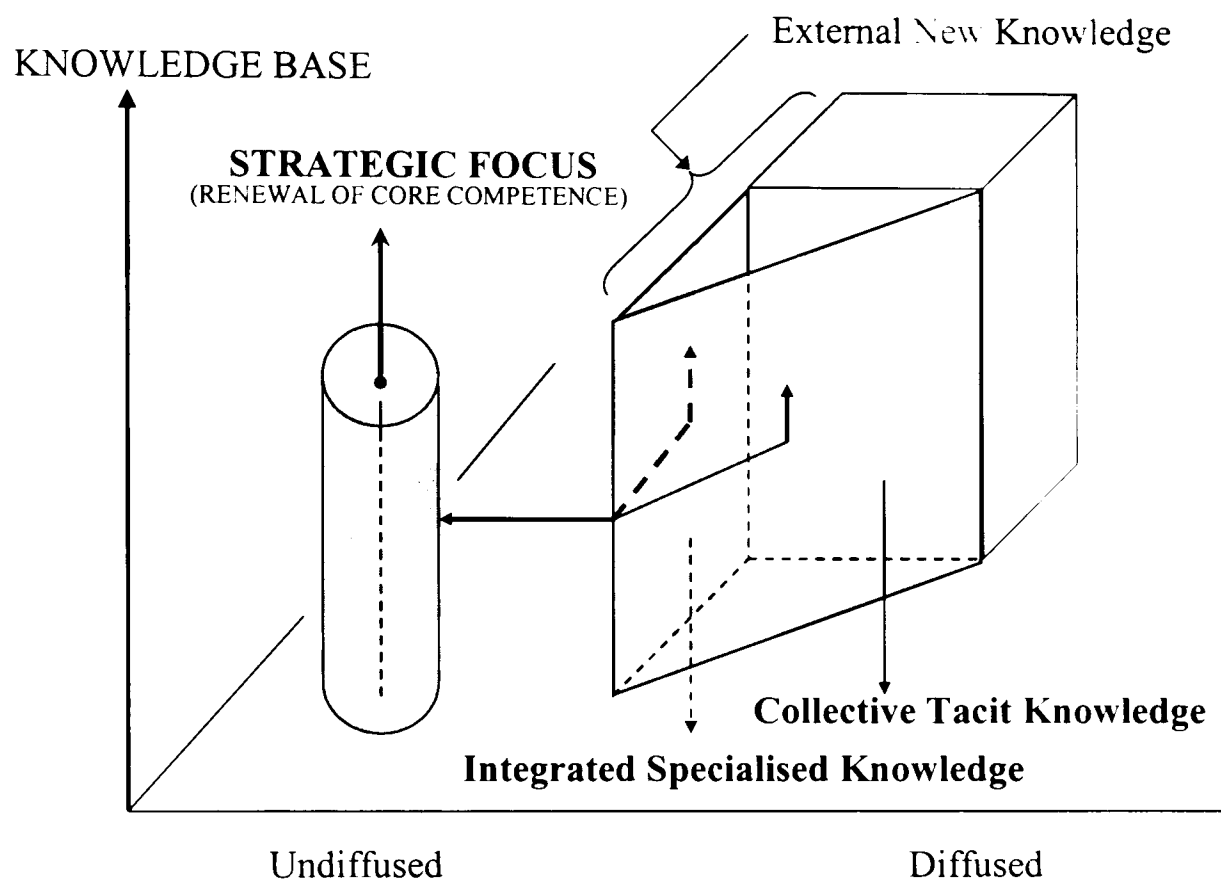 External New Knowledge
KNOWLEDGE BASE
STRATEGIC FOCUS
(RENEWAL OF CORE COMPETENCE)
Collective Tacit Knowledge
Integrated Specialised Knowledge
Undiffused
Diffused